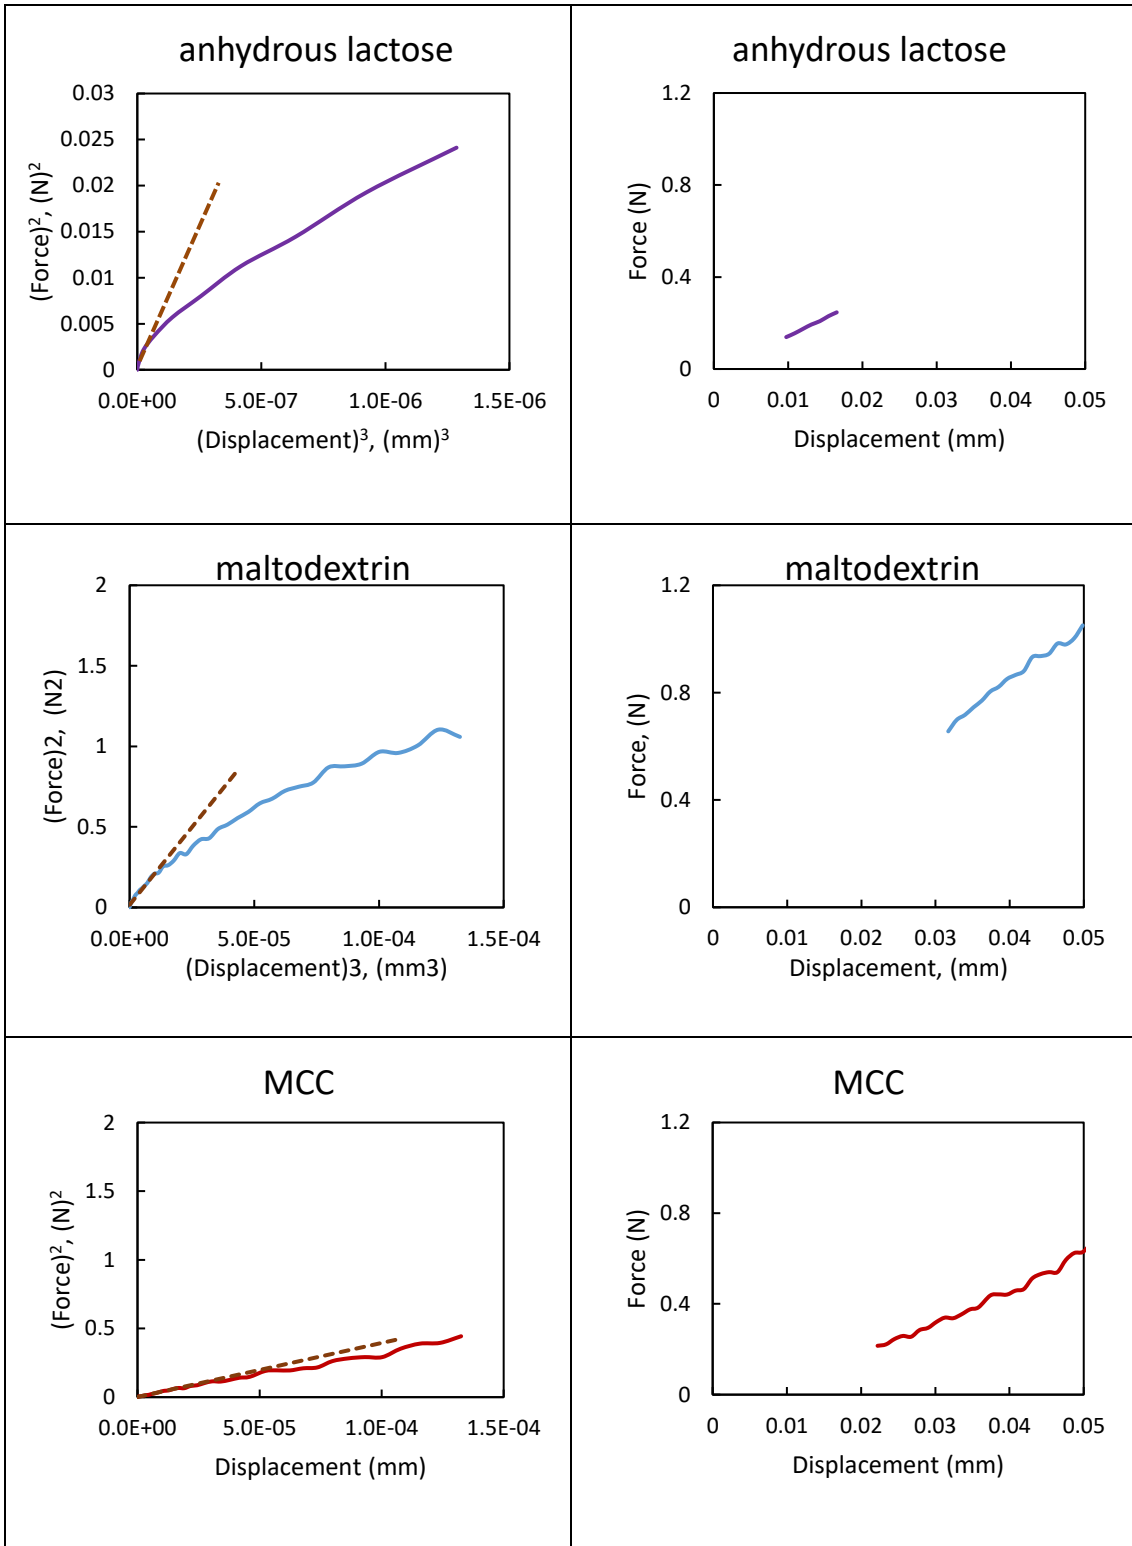 anhydrous lactose
(Force)², (N)²
0.03
0.025
0.02
0.015
0.01
0.005
0
0.0E+00 5.0E-07 1.0E-06 1.5E-06
(Displacement)³, (mm)³
anhydrous lactose
Force (N)
1.2
0.8
0.4
0
0 0.01 0.02 0.03 0.04 0.05
Displacement (mm)
maltodextrin
(Force)2, (N2)
2
1.5
1
0.5
0
0.0E+00 5.0E-05 1.0E-04 1.5E-04
(Displacement)3, (mm3)
maltodextrin
Force, (N)
1.2
0.8
0.4
0
0 0.01 0.02 0.03 0.04 0.05
Displacement, (mm)
MCC
(Force)², (N)²
2
1.5
1
0.5
0
0.0E+00 5.0E-05 1.0E-04 1.5E-04
Displacement (mm)
MCC
Force (N)
1.2
0.8
0.4
0
0 0.01 0.02 0.03 0.04 0.05
Displacement (mm)